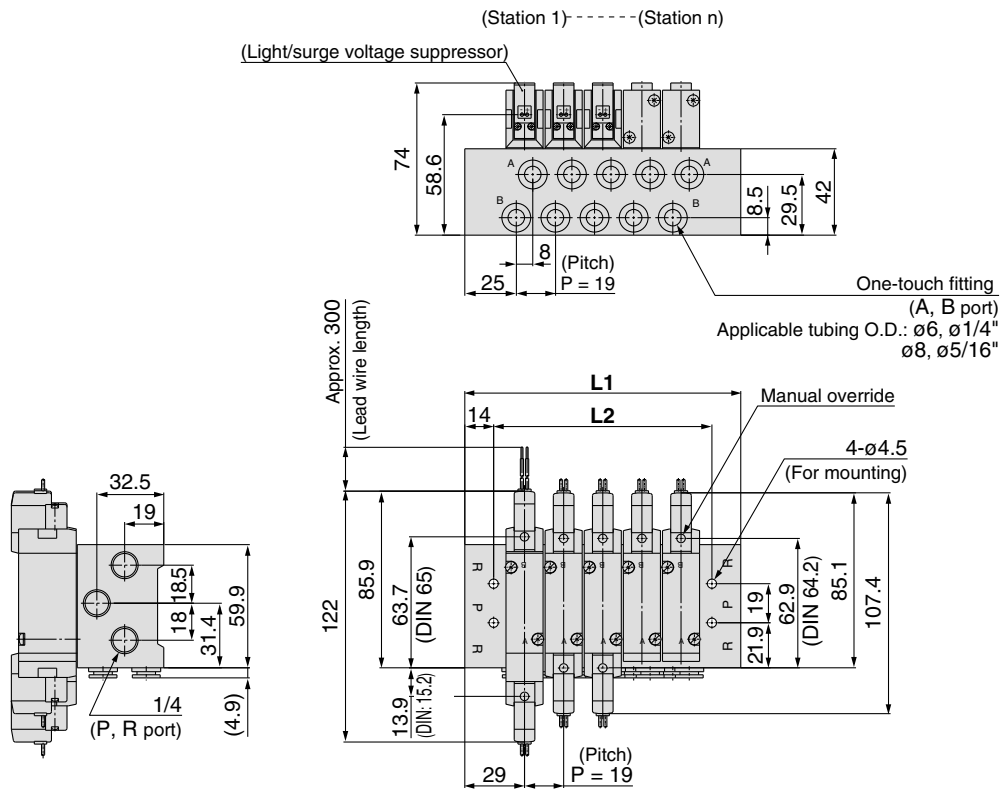 (Station 1)-------(Station n)
(Light/surge voltage suppressor)
74
58.6
A
A
B
B
8.5
29.5
42
8
(Pitch)
25
P = 19
One-touch fitting
(A, B port)
Applicable tubing O.D.: ø6, ø1/4"
ø8, ø5/16"
Approx. 300
(Lead wire length)
L1
Manual override
14
L2
4-ø4.5
(For mounting)
32.5
19
18.5
18
31.4
59.9
(4.9)
1/4
(P, R port)
122
85.9
63.7
(DIN 65)
13.9
(DIN: 15.2)
R
P
R
B
B
B
B
B
A
A
A
A
A
R
P
R
19
21.9
62.9
(DIN 64.2)
85.1
107.4
29
(Pitch)
P = 19